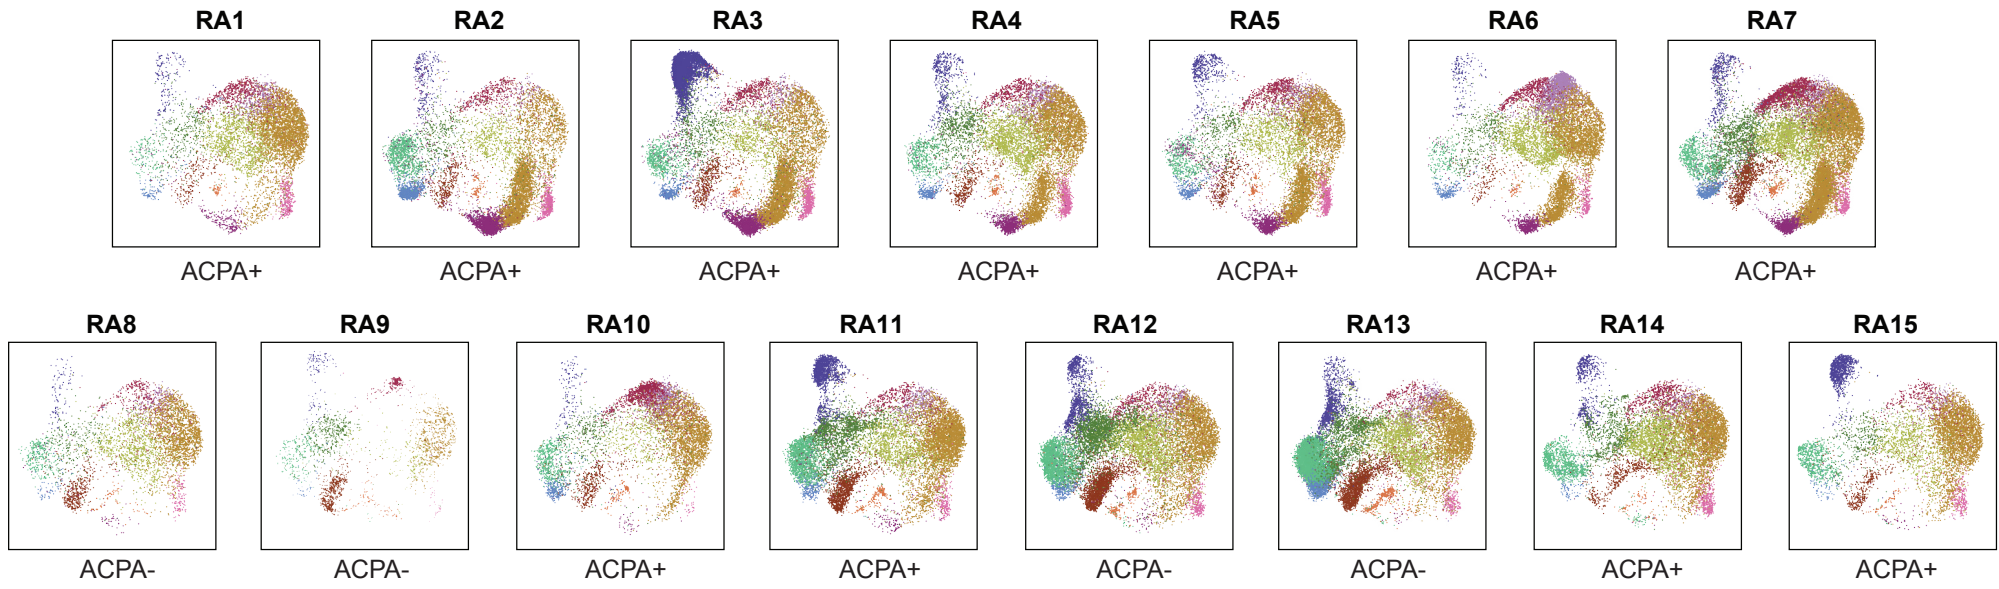 RA1 RA2 RA3 RA4 RA5 RA6 RA7
ACPA+ ACPA+ ACPA+ ACPA+ ACPA+ ACPA+ ACPA+
RA8 RA9 RA10 RA11 RA12 RA13 RA14 RA15
ACPA- ACPA- ACPA+ ACPA+ ACPA- ACPA- ACPA+ ACPA+